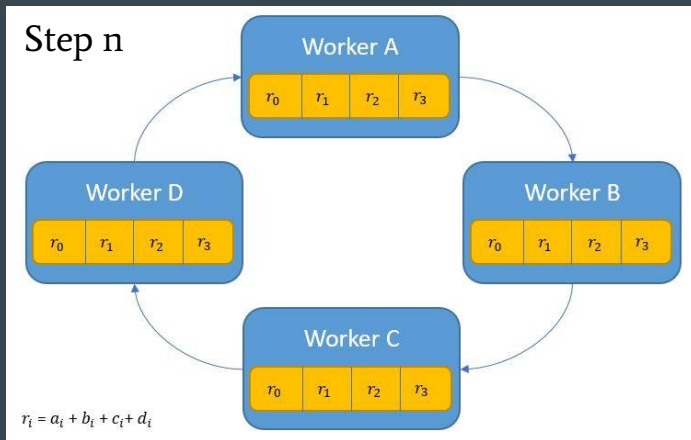 Step n
Worker A
r₀ r₁ r₂ r₃
Worker D
r₀ r₁ r₂ r₃
Worker B
r₀ r₁ r₂ r₃
Worker C
r₀ r₁ r₂ r₃
rᵢ = aᵢ + bᵢ + cᵢ+ dᵢ